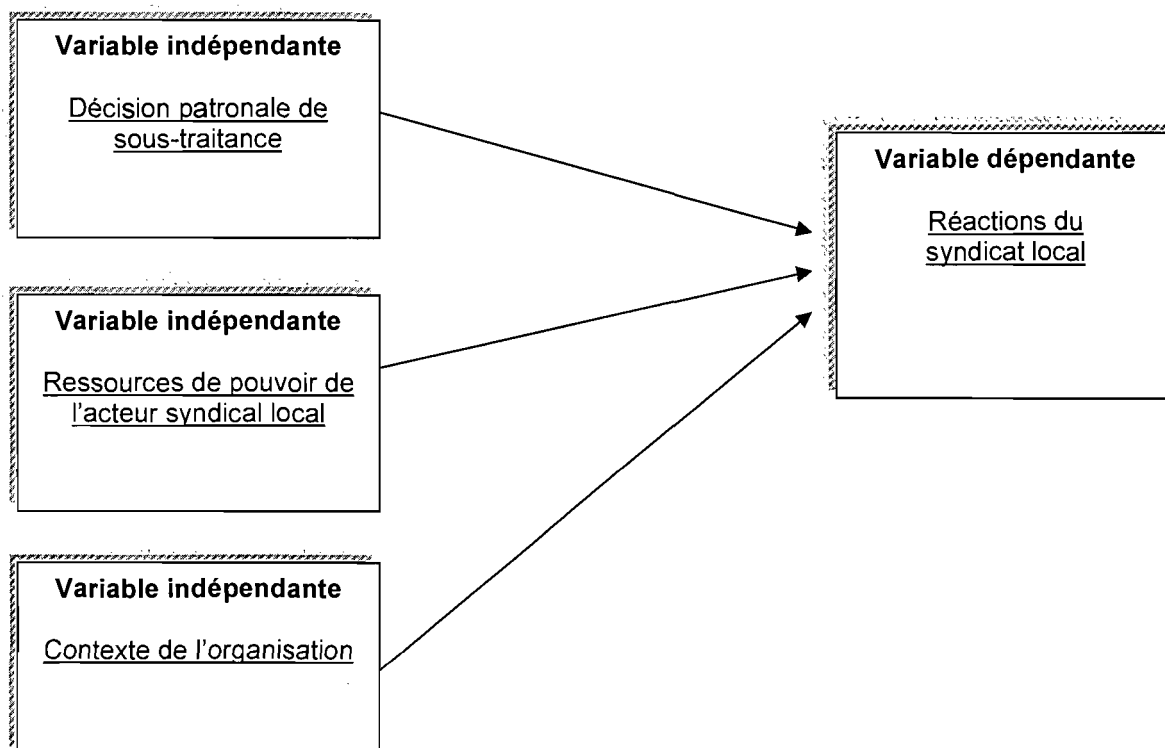 Variable indépendante
Décision patronale de
sous-traitance
Variable indépendante
Ressources de pouvoir de
l'acteur syndical local
Variable indépendante
Contexte de l'organisation
Variable dépendante
Réactions du
syndicat local